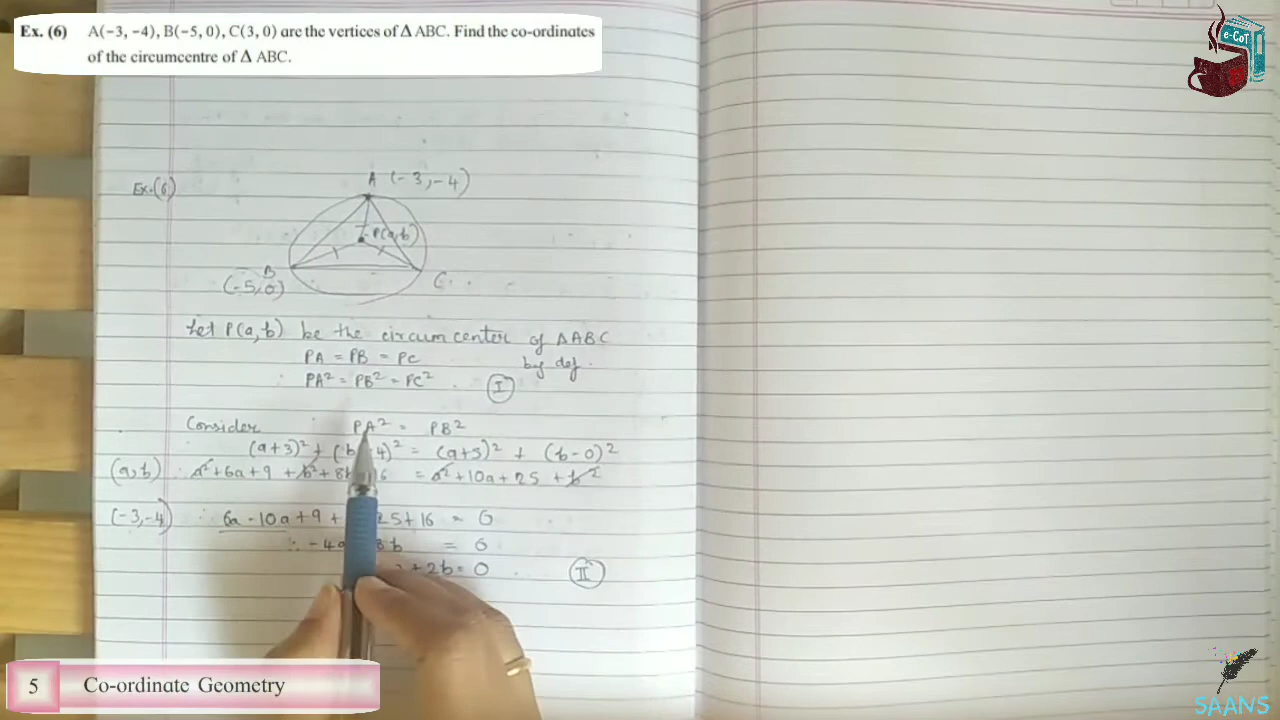 Ex. (6) A(−3, −4), B(−5, 0), C(3, 0) are the vertices of Δ ABC. Find the co-ordinates
of the circumcentre of Δ ABC.
e-CoT
Ex.(6)
A (-3, -4)
P(a, b)
B
(-5, 0)
C
Let P(a, b) be the circum center of ΔABC
PA = PB = PC by def.
∴ PA² = PB² = PC² . I
Consider PA² = PB²
(a+3)² + (b 4)² = (a+5)² + (b-0)²
(a, b) ∴ a² + 6a + 9 + b² + 8b 16 = a² + 10a + 25 + b²
(-3, -4) ∴ 6a - 10a + 9 + 25 + 16 = 0
∴ -4a 8b = 0
+ 2b = 0 II
5 Co-ordinate Geometry
SAANS